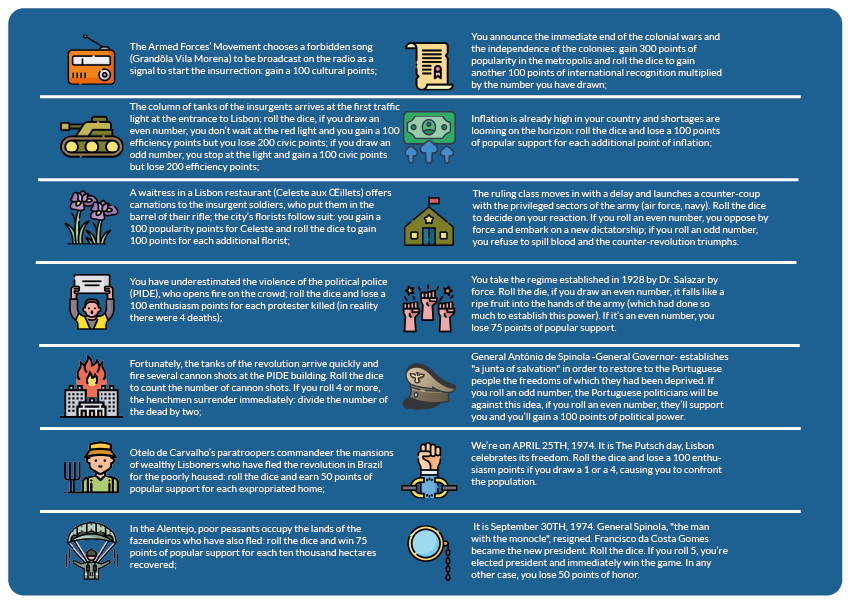 The Armed Forces' Movement chooses a forbidden song
(Grandôla Vila Morena) to be broadcast on the radio as a
signal to start the insurrection: gain a 100 cultural points;
The column of tanks of the insurgents arrives at the first traffic
light at the entrance to Lisbon; roll the dice, if you draw an
even number, you don't wait at the red light and you gain a 100
efficiency points but you lose 200 civic points; if you draw an
odd number, you stop at the light and gain a 100 civic points
but lose 200 efficiency points;
A waitress in a Lisbon restaurant (Celeste aux Œillets) offers
carnations to the insurgent soldiers, who put them in the
barrel of their rifle; the city's florists follow suit: you gain a
100 popularity points for Celeste and roll the dice to gain
100 points for each additional florist;
You have underestimated the violence of the political police
(PIDE), who opens fire on the crowd; roll the dice and lose a
100 enthusiasm points for each protester killed (in reality
there were 4 deaths);
Fortunately, the tanks of the revolution arrive quickly and
fire several cannon shots at the PIDE building. Roll the dice
to count the number of cannon shots. If you roll 4 or more,
the henchmen surrender immediately: divide the number of
the dead by two;
Otelo de Carvalho's paratroopers commandeer the mansions
of wealthy Lisboners who have fled the revolution in Brazil
for the poorly housed: roll the dice and earn 50 points of
popular support for each expropriated home;
In the Alentejo, poor peasants occupy the lands of the
fazendeiros who have also fled: roll the dice and win 75
points of popular support for each ten thousand hectares
recovered;
You announce the immediate end of the colonial wars and
the independence of the colonies: gain 300 points of
popularity in the metropolis and roll the dice to gain
another 100 points of international recognition multiplied
by the number you have drawn;
Inflation is already high in your country and shortages are
looming on the horizon: roll the dice and lose a 100 points
of popular support for each additional point of inflation;
The ruling class moves in with a delay and launches a counter-coup
with the privileged sectors of the army (air force, navy). Roll the dice
to decide on your reaction. If you roll an even number, you oppose by
force and embark on a new dictatorship; if you roll an odd number,
you refuse to spill blood and the counter-revolution triumphs.
You take the regime established in 1928 by Dr. Salazar by
force. Roll the die, if you draw an even number, it falls like a
ripe fruit into the hands of the army (which had done so
much to establish this power). If it's an even number, you
lose 75 points of popular support.
General António de Spinola -General Governor- establishes
"a junta of salvation" in order to restore to the Portuguese
people the freedoms of which they had been deprived. If
you roll an odd number, the Portuguese politicians will be
against this idea, if you roll an even number, they'll support
you and you'll gain a 100 points of political power.
We're on APRIL 25TH, 1974. It is The Putsch day, Lisbon
celebrates its freedom. Roll the dice and lose a 100 enthu-
siasm points if you draw a 1 or a 4, causing you to confront
the population.
It is September 30TH, 1974. General Spinola, "the man
with the monocle", resigned. Francisco da Costa Gomes
became the new president. Roll the dice. If you roll 5, you're
elected president and immediately win the game. In any
other case, you lose 50 points of honor.